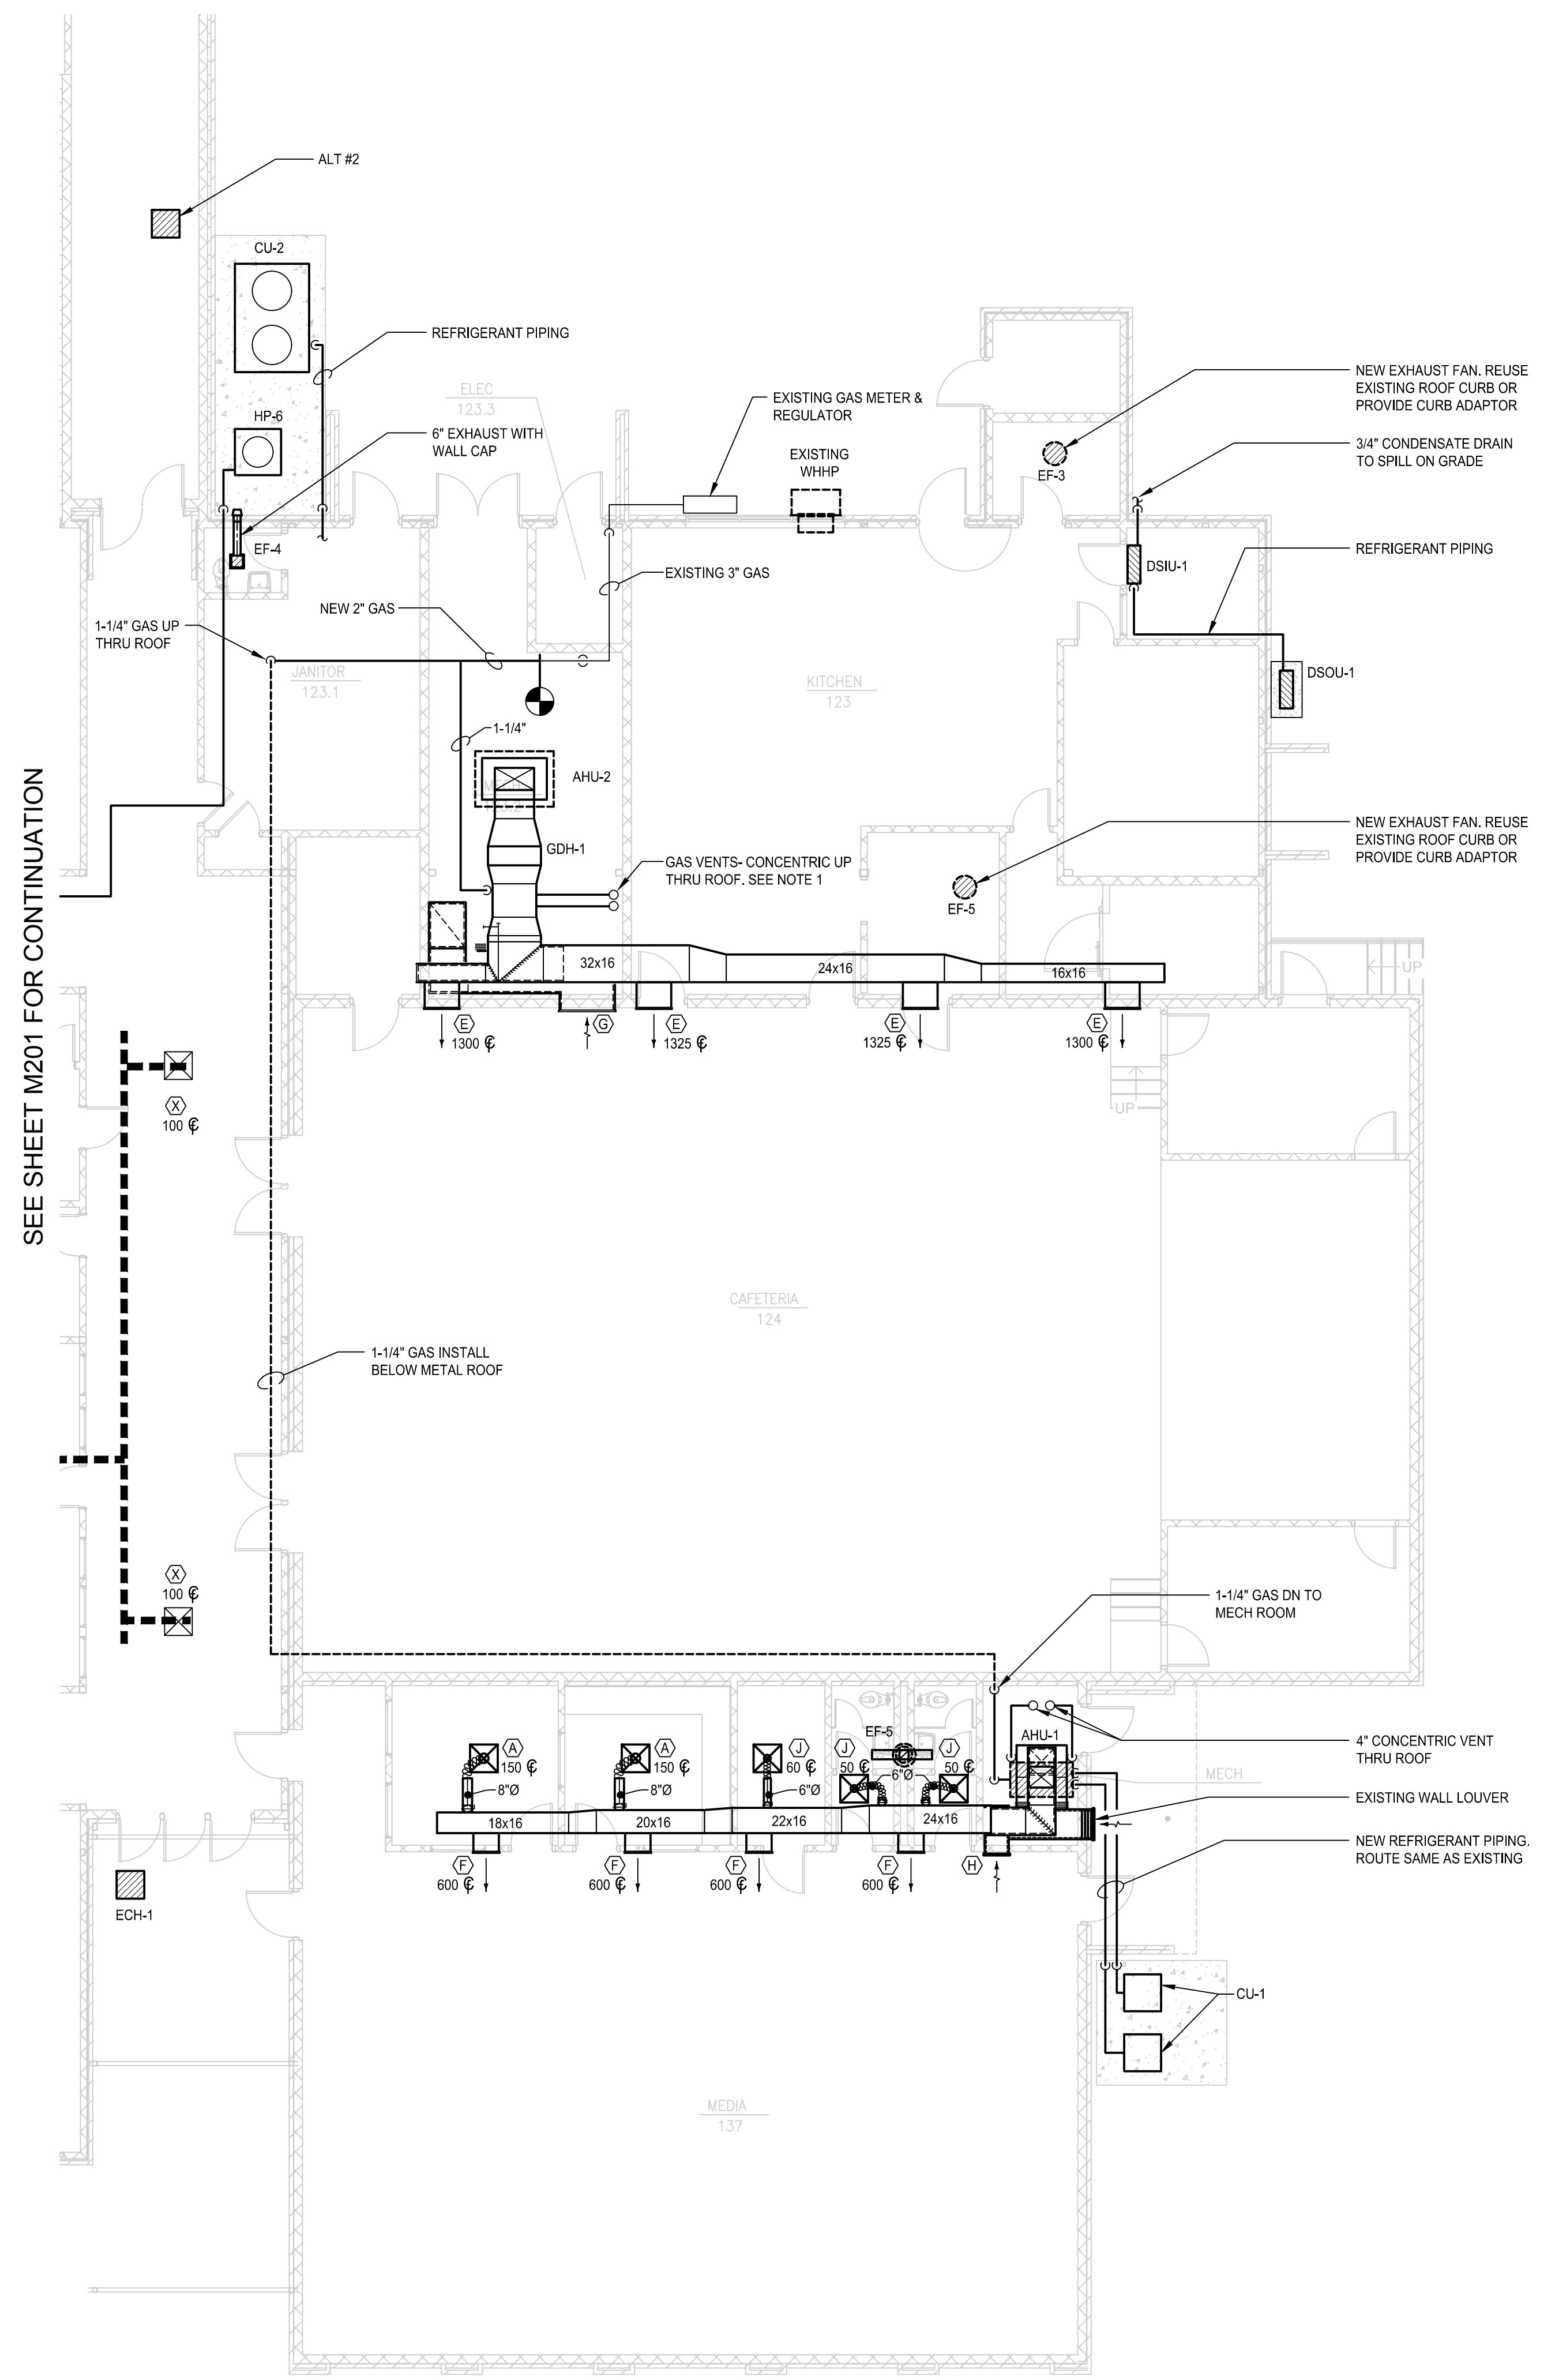 ALT #2
CU-2
REFRIGERANT PIPING
ELEC
123.3
HP-6
6" EXHAUST WITH
WALL CAP
EXISTING GAS METER &
REGULATOR
EXISTING
WHHP
NEW EXHAUST FAN. REUSE
EXISTING ROOF CURB OR
PROVIDE CURB ADAPTOR
EF-3
3/4" CONDENSATE DRAIN
TO SPILL ON GRADE
EF-4
EXISTING 3" GAS
DSIU-1
REFRIGERANT PIPING
NEW 2" GAS
1-1/4" GAS UP
THRU ROOF
JANITOR
123.1
KITCHEN
123
DSOU-1
1-1/4"
AHU-2
GDH-1
GAS VENTS- CONCENTRIC UP
THRU ROOF. SEE NOTE 1
NEW EXHAUST FAN. REUSE
EXISTING ROOF CURB OR
PROVIDE CURB ADAPTOR
EF-5
SEE SHEET M201 FOR CONTINUATION
32x16
24x16
16x16
UP
E
1300
G
E
1325
E
1325
E
1300
X
100
UP
CAFETERIA
124
1-1/4" GAS INSTALL
BELOW METAL ROOF
X
100
1-1/4" GAS DN TO
MECH ROOM
EF-5
AHU-1
4" CONCENTRIC VENT
THRU ROOF
A
150
A
150
J
60
J
50
J
50
8"Ø
8"Ø
6"Ø
6"Ø
MECH
EXISTING WALL LOUVER
18x16
20x16
22x16
24x16
NEW REFRIGERANT PIPING.
ROUTE SAME AS EXISTING
F
600
F
600
F
600
F
600
H
ECH-1
CU-1
MEDIA
137